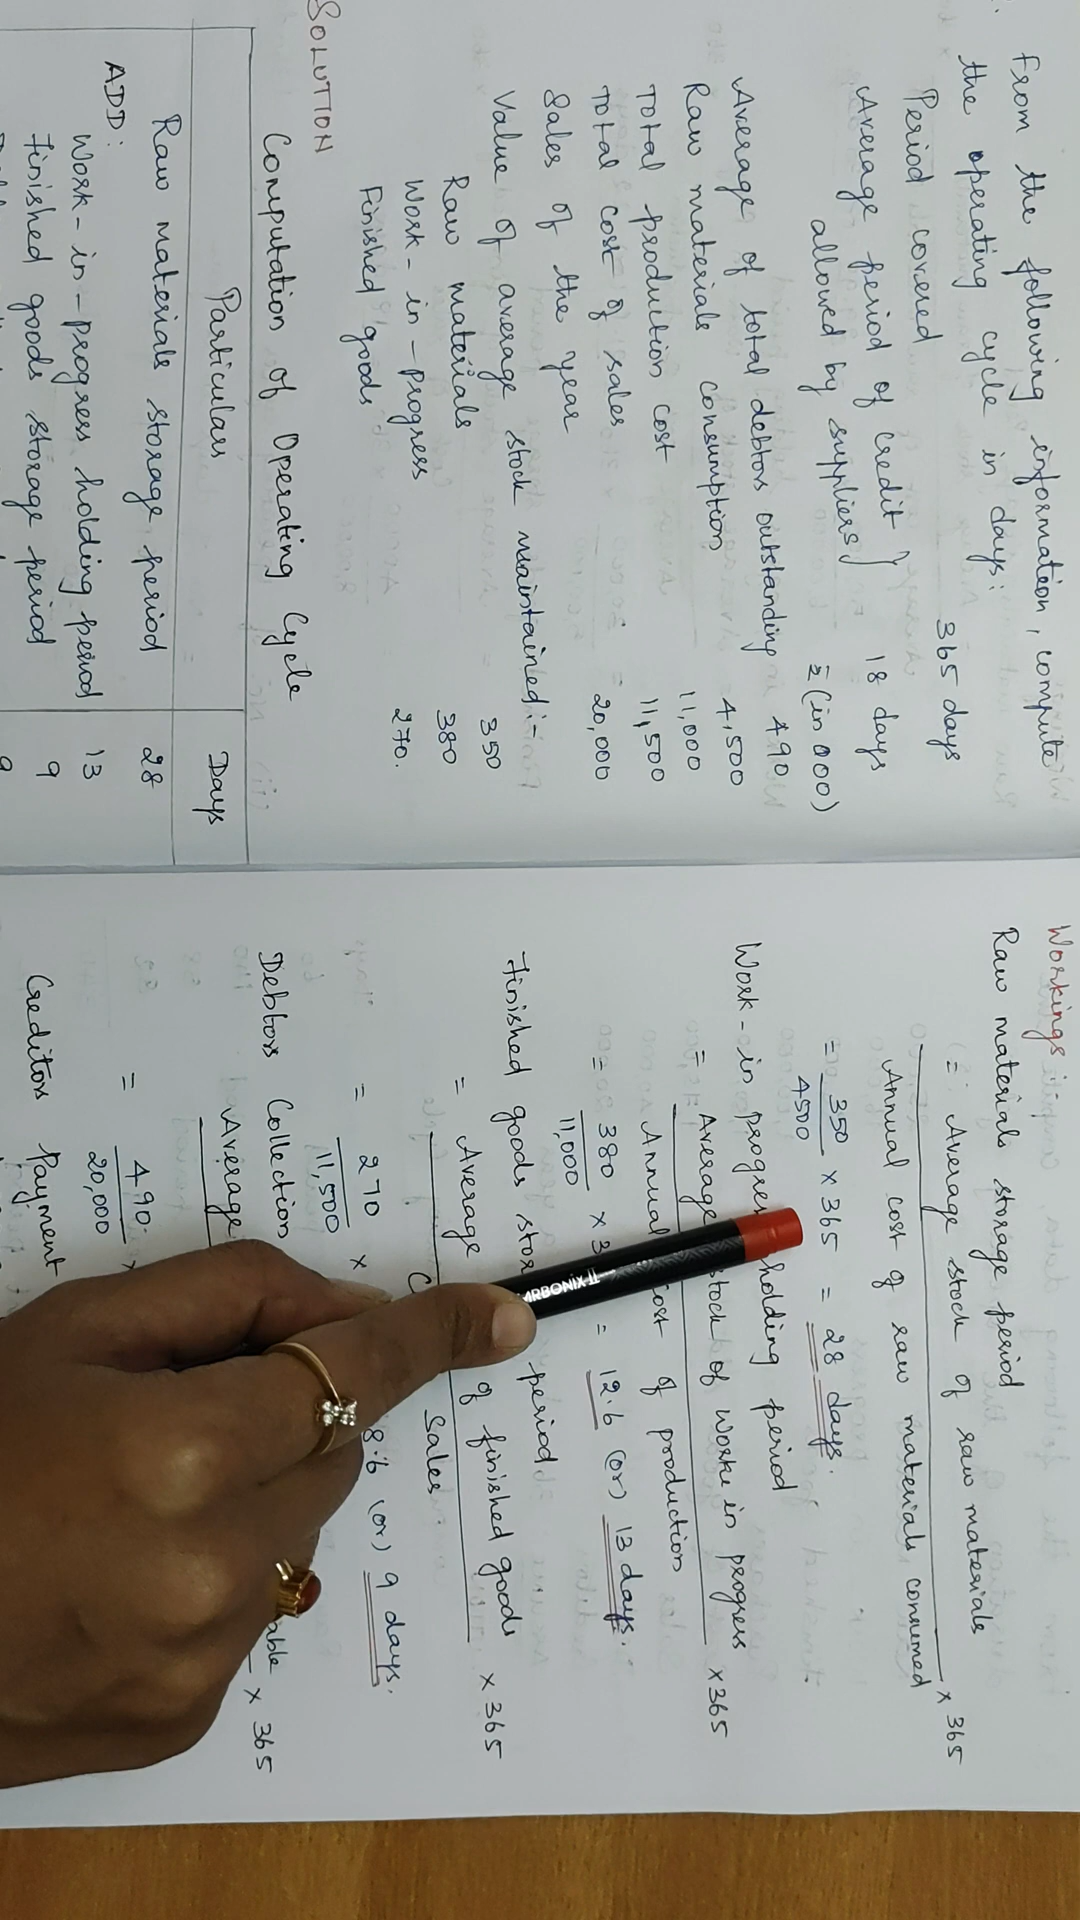 From the following information, compute
the operating cycle in days:
Period covered 365 days
Average period of credit } 18 days
allowed by suppliers }
₹ (in 000)
Average of total debtors outstanding 490
Raw materials consumption 4,500
Total production cost 11,000
Total cost of sales 11,500
Sales of the year 20,000
Value of average stock maintained:-
Raw materials 350
Work-in-progress 380
Finished goods 270.
SOLUTION
Computation of Operating Cycle
Particulars Days
Raw materials storage period 28
ADD:
Work-in-progress holding period 13
Finished goods storage period 9
Workings
Raw materials storage period
= Average stock of raw materials
Annual cost of raw materials consumed × 365
= 350
4500 × 365 = 28 days.
Work-in progress holding period
= Average stock of work in progress
Annual cost of production × 365
= 380
11,000 × 3 = 12.6 (or) 13 days.
Finished goods period
= Average of finished goods
Sales × 365
= 270
11,500 × 8.6 (or) 9 days.
Debtors Collection
Average × 365
= 490
20,000 ×
Creditors Payment
ARBONIX-II